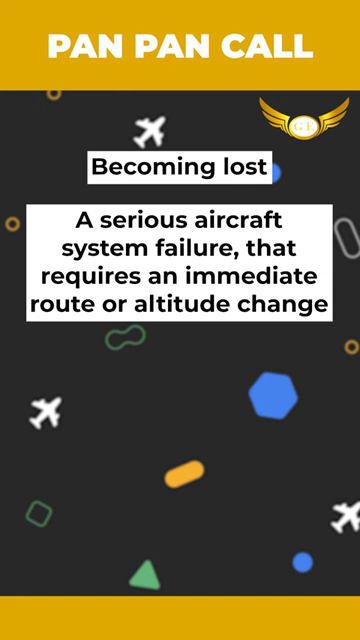 PAN PAN CALL
G.T.
Becoming lost
A serious aircraft
system failure, that
requires an immediate
route or altitude change